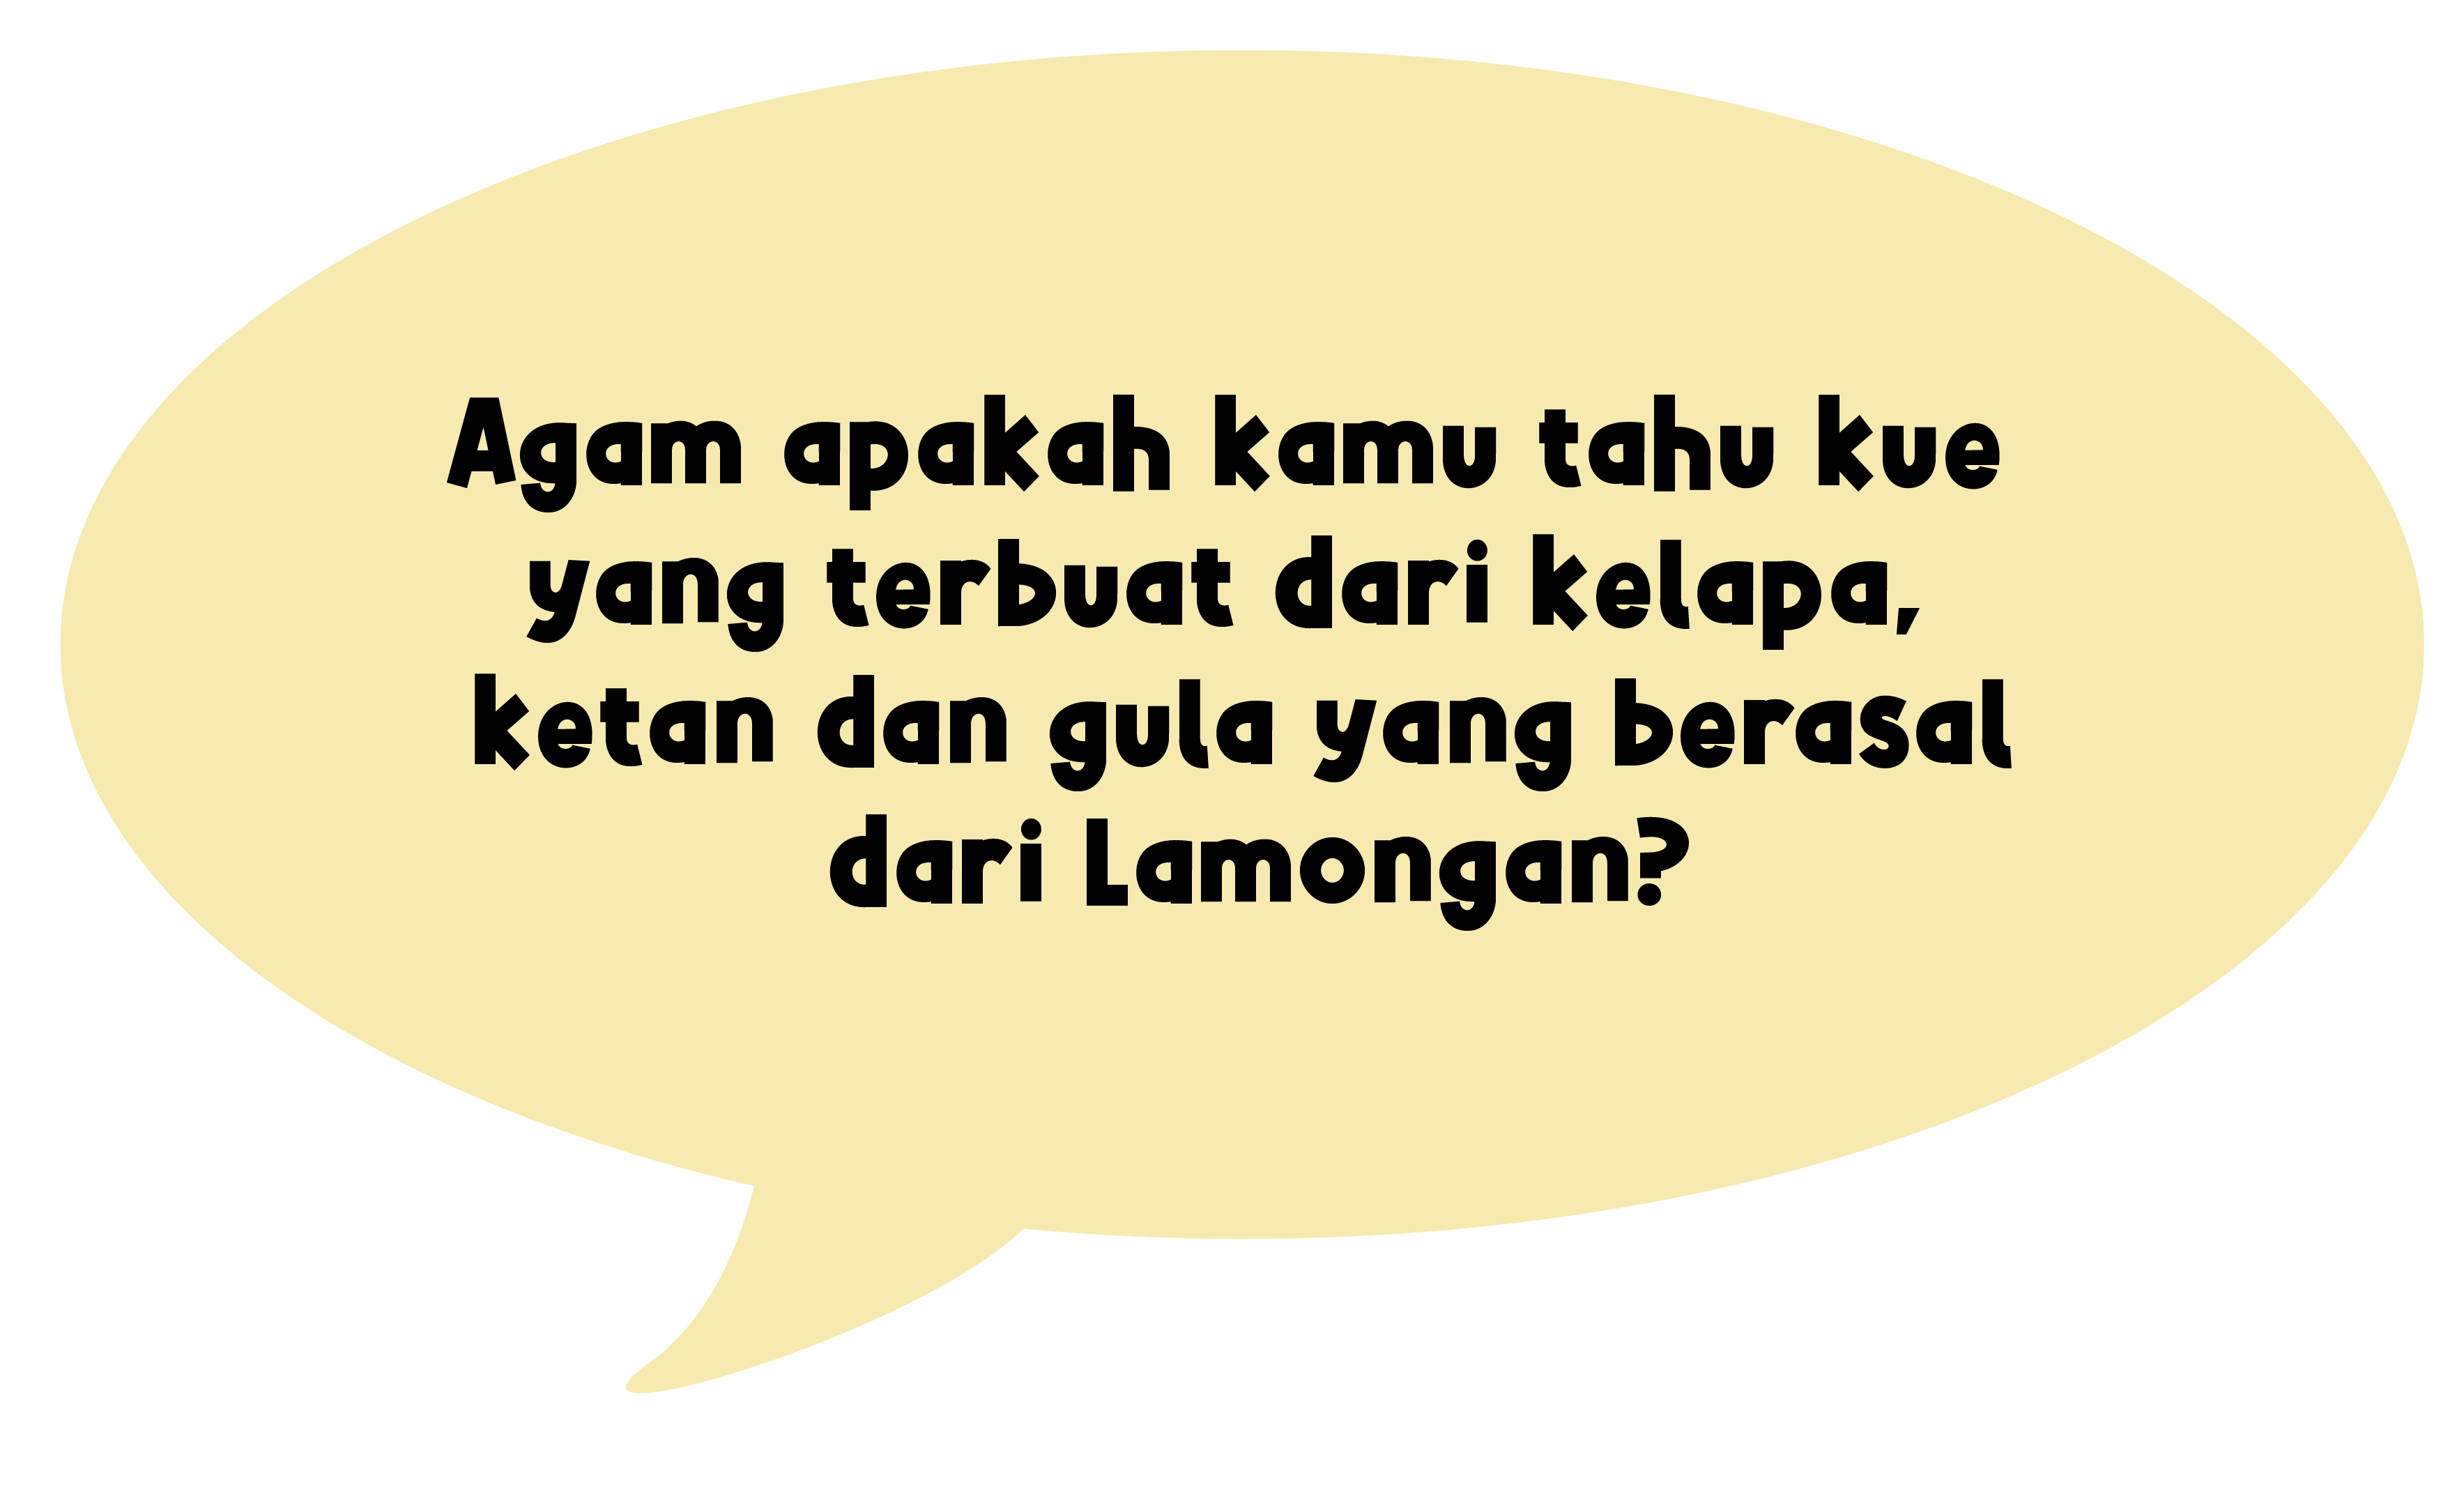 Agam apakah kamu tahu kue
yang terbuat dari kelapa,
ketan dan gula yang berasal
dari Lamongan?